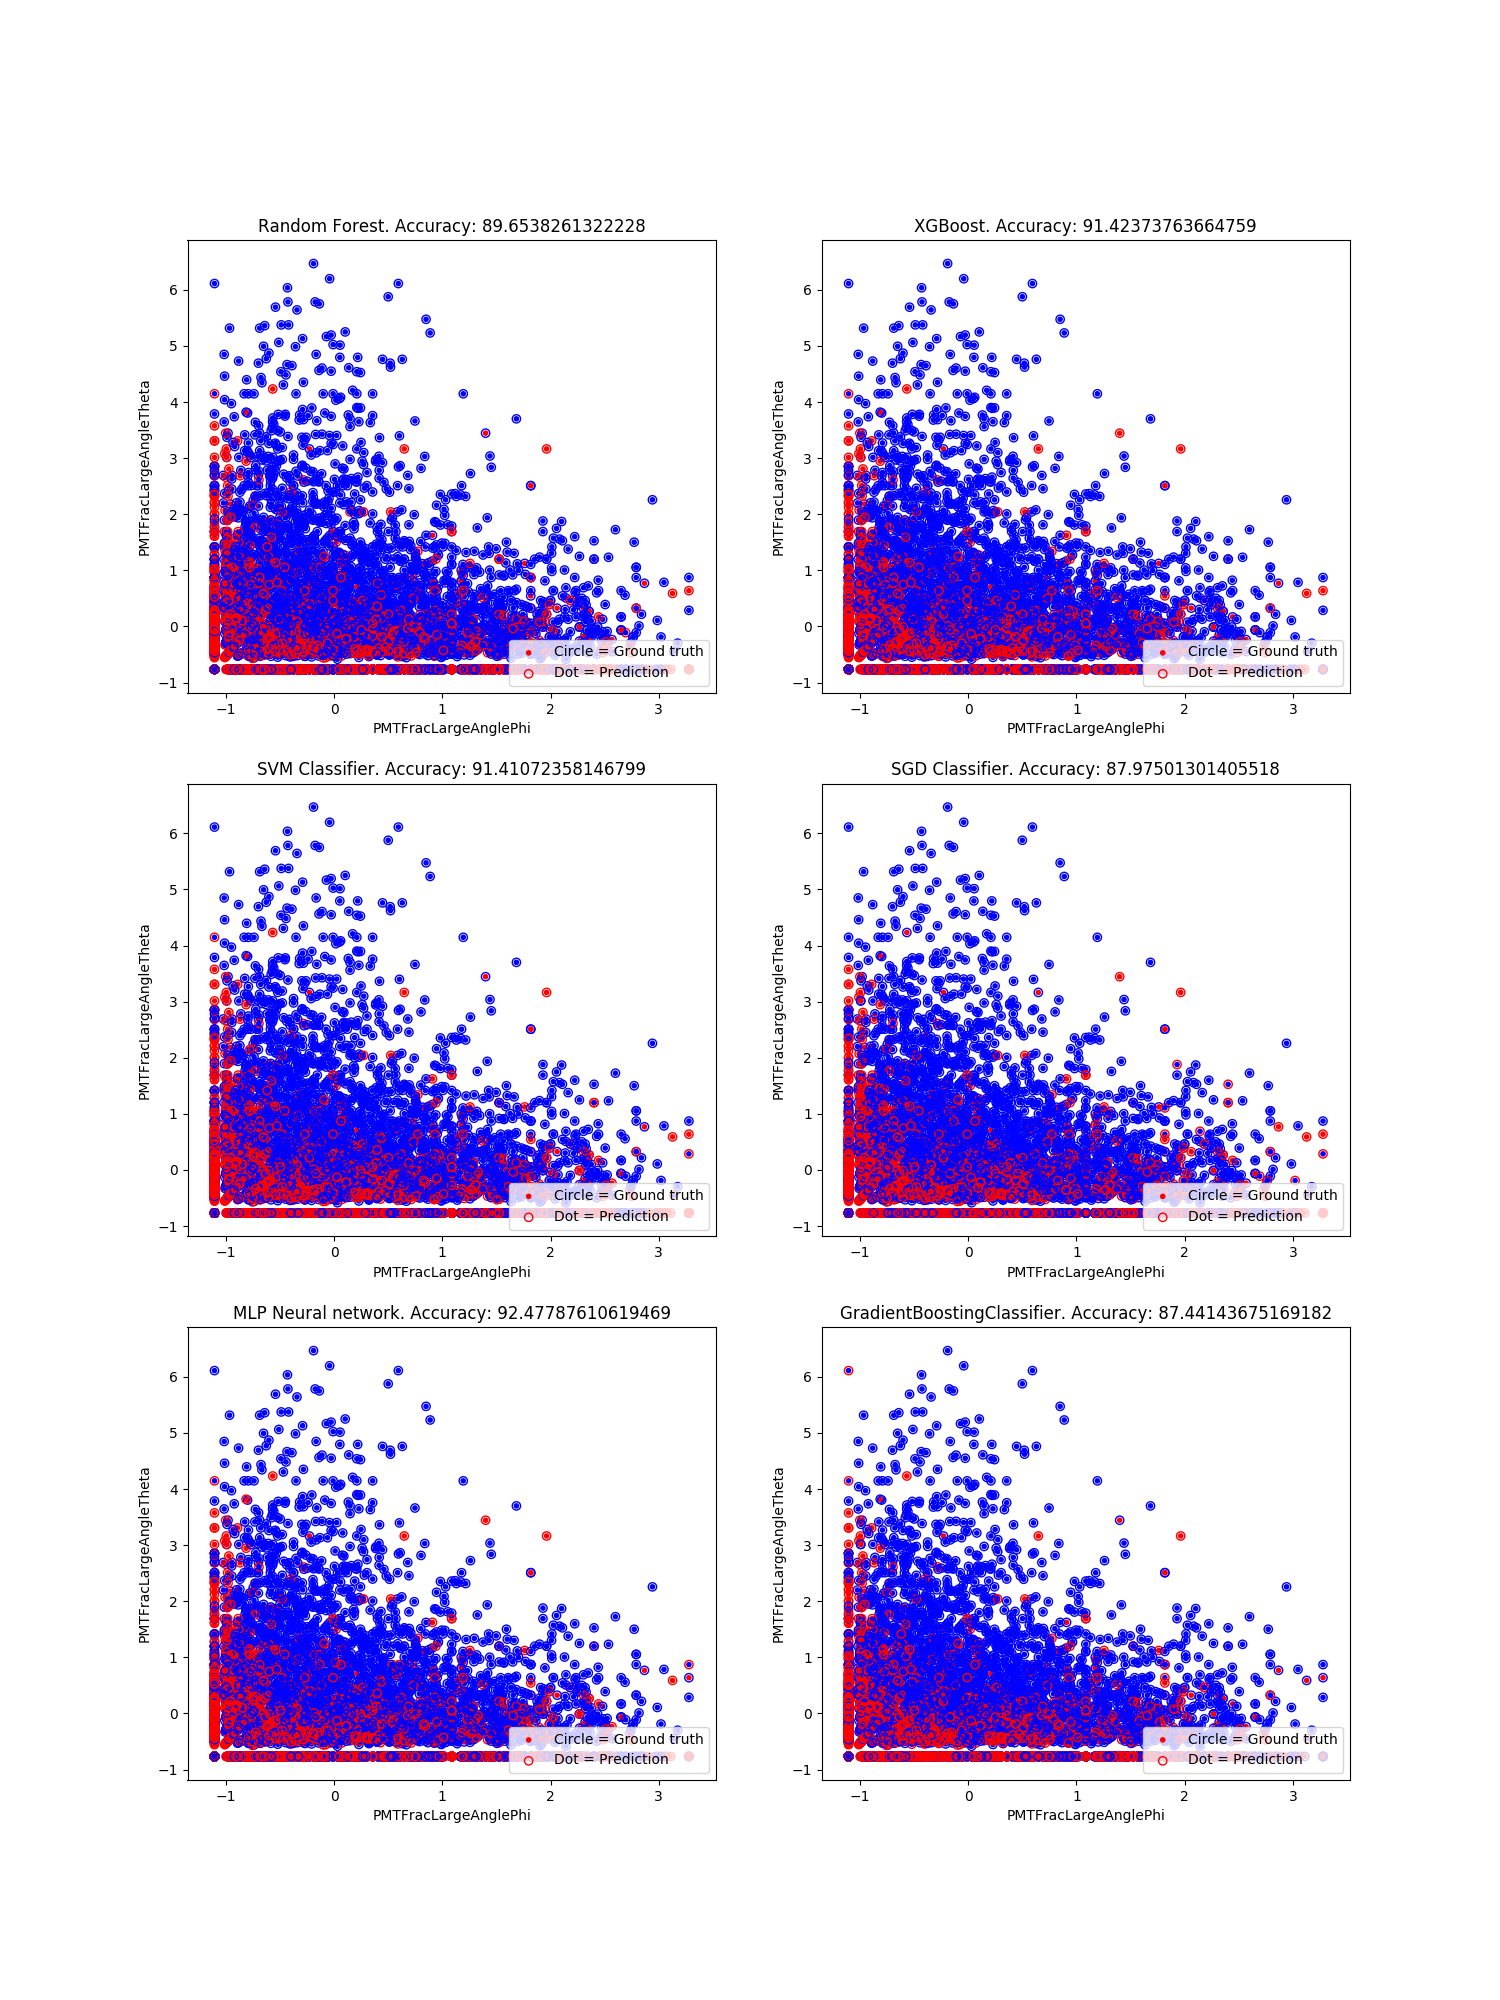 Random Forest. Accuracy: 89.6538261322228
PMTFracLargeAngleTheta
6
5
4
3
2
1
0
−1
Circle = Ground truth
Dot = Prediction
−1 0 1 2 3
PMTFracLargeAnglePhi
XGBoost. Accuracy: 91.42373763664759
PMTFracLargeAngleTheta
6
5
4
3
2
1
0
−1
Circle = Ground truth
Dot = Prediction
−1 0 1 2 3
PMTFracLargeAnglePhi
SVM Classifier. Accuracy: 91.41072358146799
PMTFracLargeAngleTheta
6
5
4
3
2
1
0
−1
Circle = Ground truth
Dot = Prediction
−1 0 1 2 3
PMTFracLargeAnglePhi
SGD Classifier. Accuracy: 87.97501301405518
PMTFracLargeAngleTheta
6
5
4
3
2
1
0
−1
Circle = Ground truth
Dot = Prediction
−1 0 1 2 3
PMTFracLargeAnglePhi
MLP Neural network. Accuracy: 92.47787610619469
PMTFracLargeAngleTheta
6
5
4
3
2
1
0
−1
Circle = Ground truth
Dot = Prediction
−1 0 1 2 3
PMTFracLargeAnglePhi
GradientBoostingClassifier. Accuracy: 87.44143675169182
PMTFracLargeAngleTheta
6
5
4
3
2
1
0
−1
Circle = Ground truth
Dot = Prediction
−1 0 1 2 3
PMTFracLargeAnglePhi